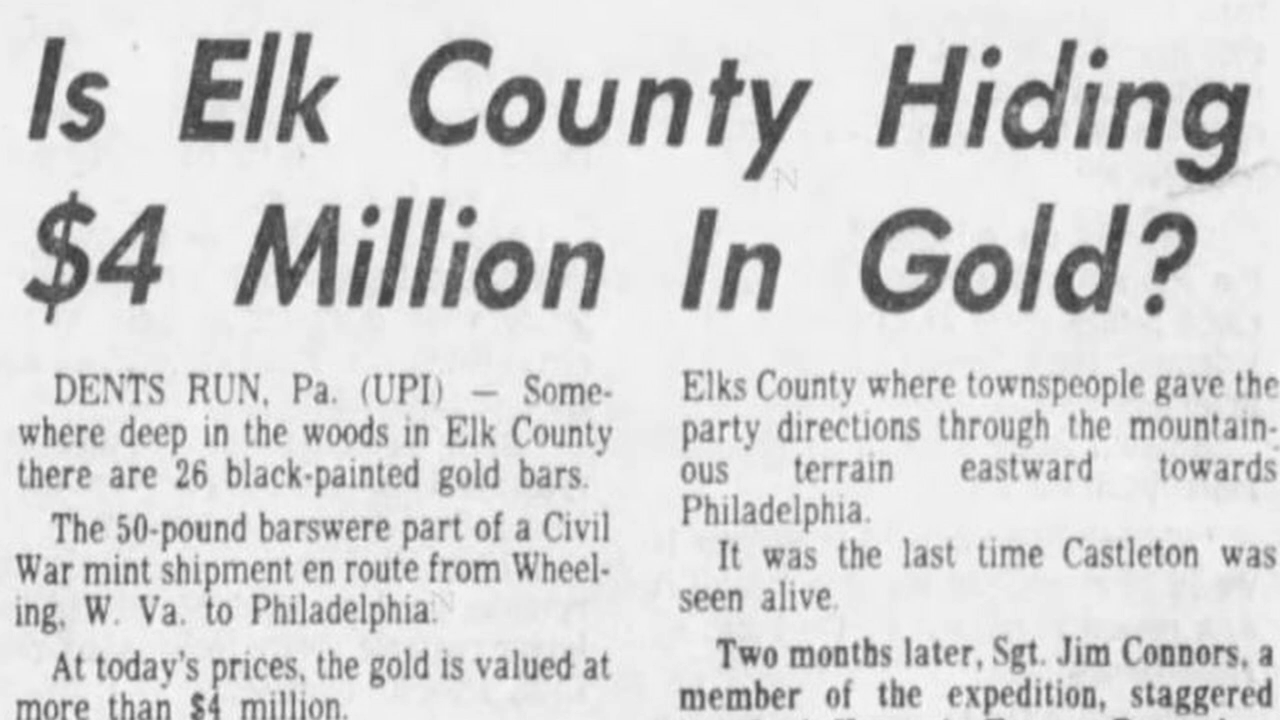 Is Elk County Hiding
$4 Million In Gold?
DENTS RUN, Pa. (UPI) — Some-
where deep in the woods in Elk County
there are 26 black-painted gold bars.
The 50-pound barswere part of a Civil
War mint shipment en route from Wheel-
ing, W. Va. to Philadelphia.
At today's prices, the gold is valued at
more than $4 million.
Elks County where townspeople gave the
party directions through the mountain-
ous terrain eastward towards
Philadelphia.
It was the last time Castleton was
seen alive.
Two months later, Sgt. Jim Connors, a
member of the expedition, staggered